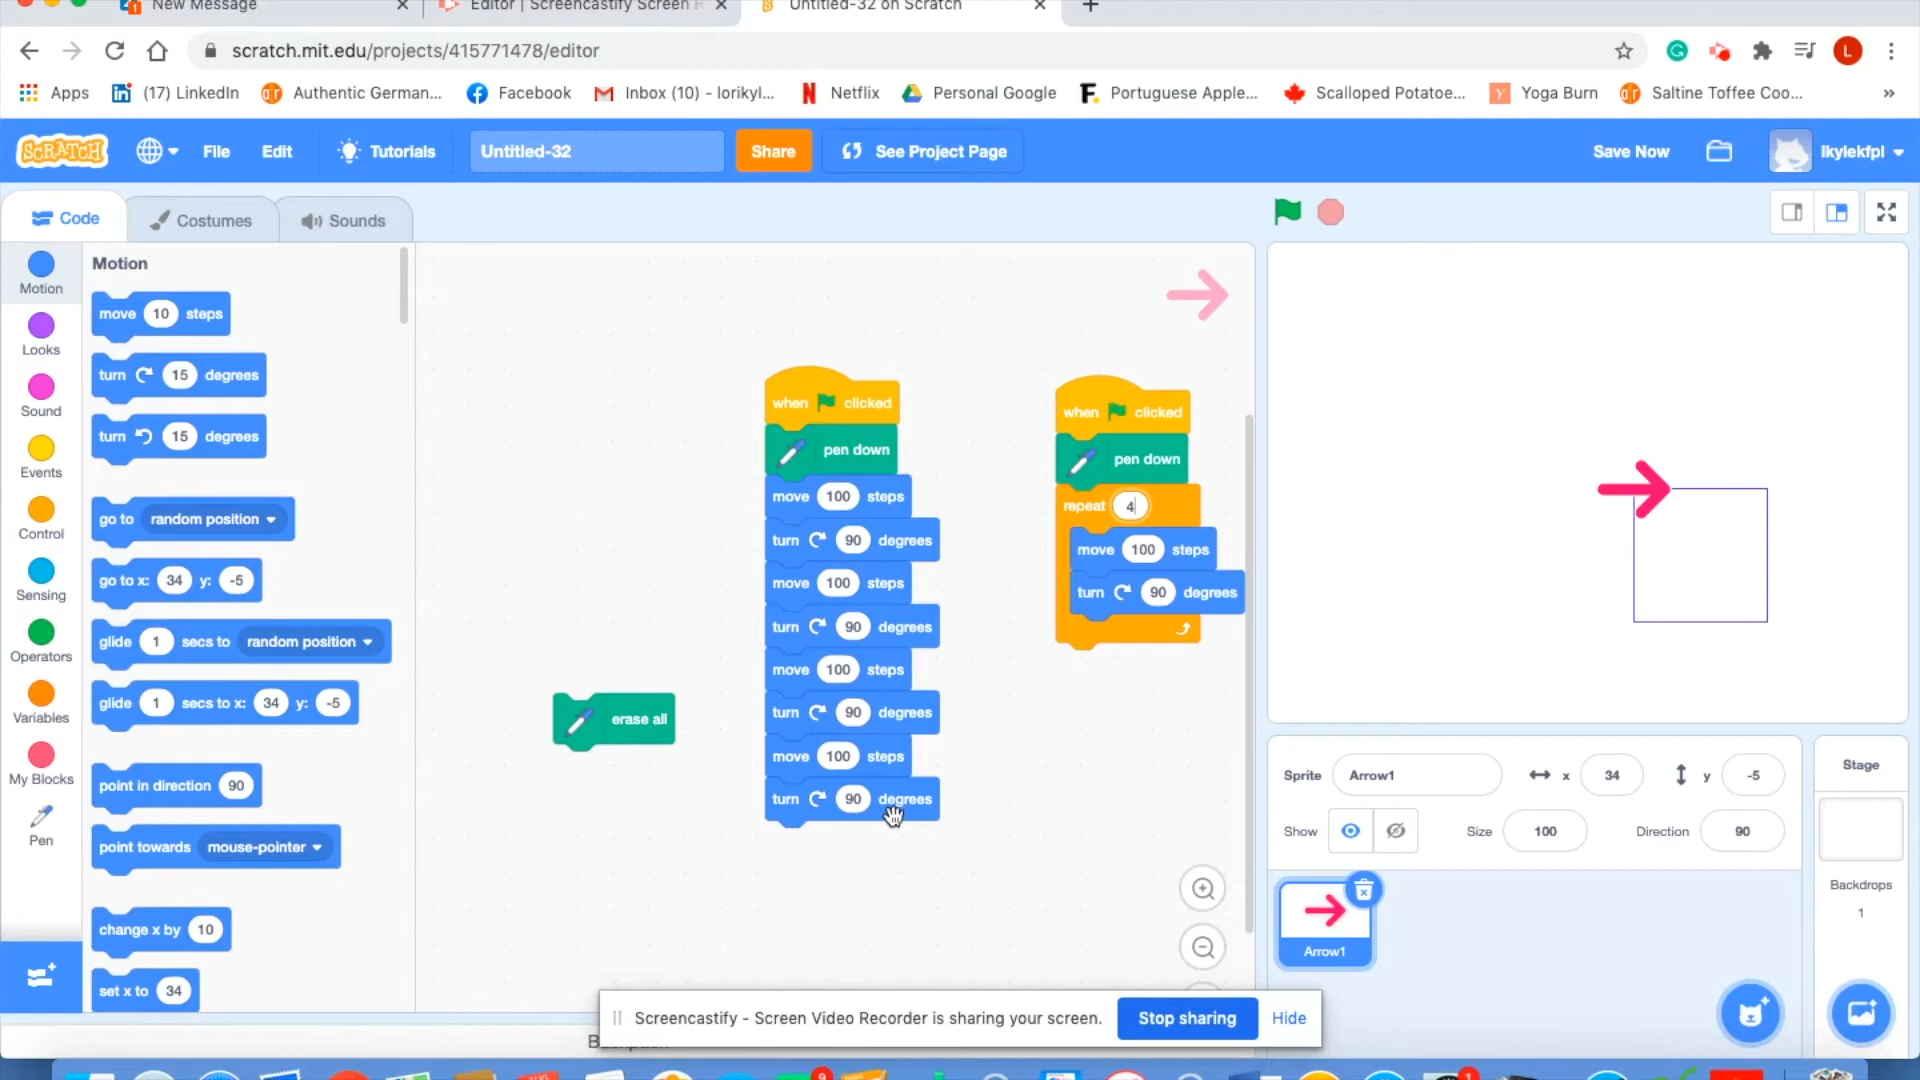 New Message
Editor | Screencastify Screen R
Untitled-32 on Scratch
scratch.mit.edu/projects/415771478/editor
L
Apps
(17) LinkedIn
Authentic German...
Facebook
Inbox (10) - lorikyl...
Netflix
Personal Google
Portuguese Apple...
Scalloped Potatoe...
Yoga Burn
Saltine Toffee Coo...
SCRATCH
File
Edit
Tutorials
Untitled-32
Share
See Project Page
Save Now
lkylekfpl
Code
Costumes
Sounds
Motion
Looks
Sound
Events
Control
Sensing
Operators
Variables
My Blocks
Pen
Motion
move 10 steps
turn 15 degrees
turn 15 degrees
go to random position
go to x: 34 y: -5
glide 1 secs to random position
glide 1 secs to x: 34 y: -5
point in direction 90
point towards mouse-pointer
change x by 10
set x to 34
erase all
when clicked
pen down
move 100 steps
turn 90 degrees
move 100 steps
turn 90 degrees
move 100 steps
turn 90 degrees
move 100 steps
turn 90 degrees
when clicked
pen down
repeat 4
move 100 steps
turn 90 degrees
Sprite Arrow1 x 34 y -5
Show Size 100 Direction 90
Arrow1
Stage
Backdrops
1
Screencastify - Screen Video Recorder is sharing your screen.
Stop sharing
Hide